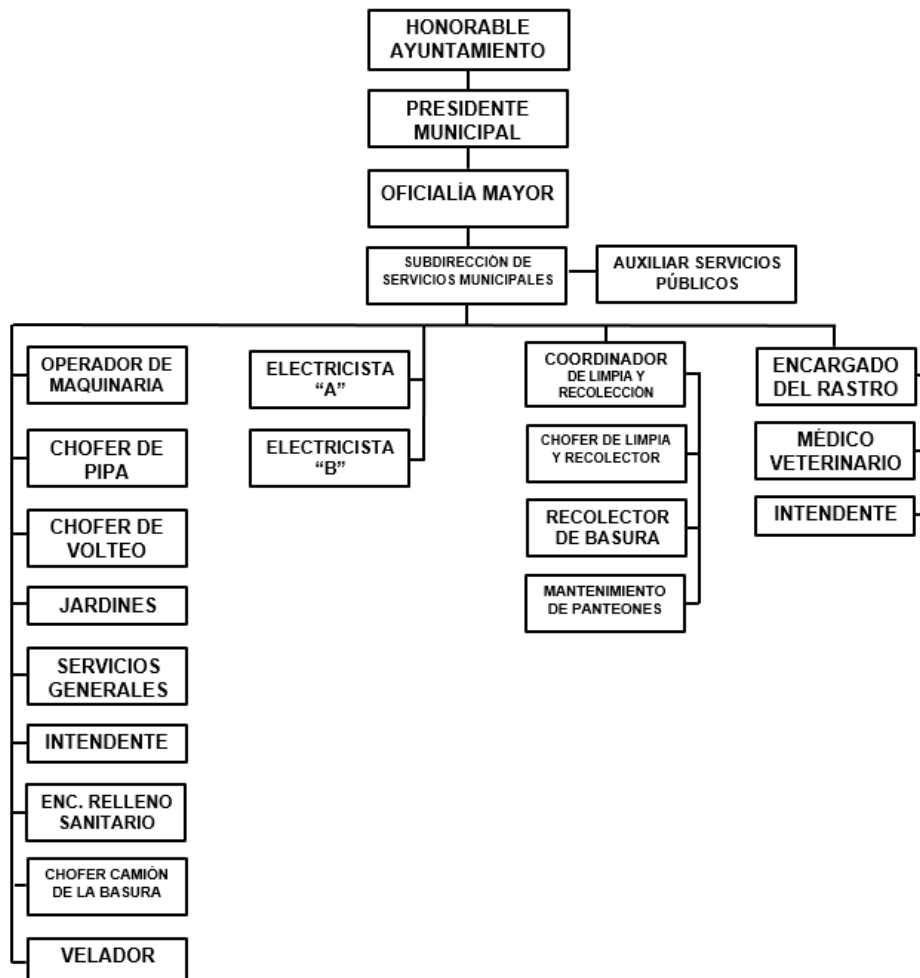 HONORABLE
AYUNTAMIENTO
PRESIDENTE
MUNICIPAL
OFICIALÍA MAYOR
SUBDIRECCIÓN DE
SERVICIOS MUNICIPALES
AUXILIAR SERVICIOS
PÚBLICOS
OPERADOR DE
MAQUINARIA
CHOFER DE
PIPA
CHOFER DE
VOLTEO
JARDINES
SERVICIOS
GENERALES
INTENDENTE
ENC. RELLENO
SANITARIO
CHOFER CAMIÓN
DE LA BASURA
VELADOR
ELECTRICISTA
“A”
ELECTRICISTA
“B”
COORDINADOR
DE LIMPIA Y
RECOLECCIÓN
CHOFER DE LIMPIA
Y RECOLECTOR
RECOLECTOR
DE BASURA
MANTENIMIENTO
DE PANTEONES
ENCARGADO
DEL RASTRO
MÉDICO
VETERINARIO
INTENDENTE